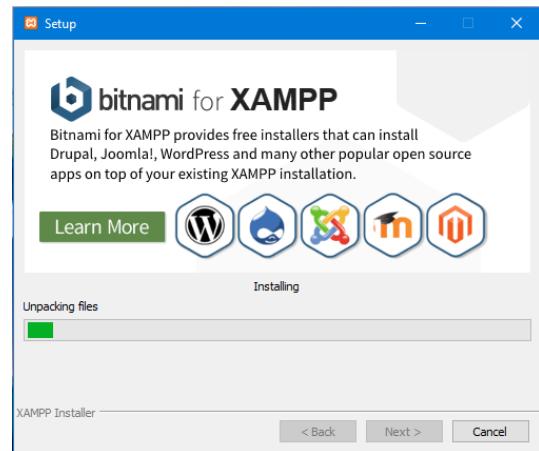 Setup
bitnami for XAMPP
Bitnami for XAMPP provides free installers that can install
Drupal, Joomla!, WordPress and many other popular open source
apps on top of your existing XAMPP installation.
Learn More
Installing
Unpacking files
XAMPP Installer
< Back Next > Cancel